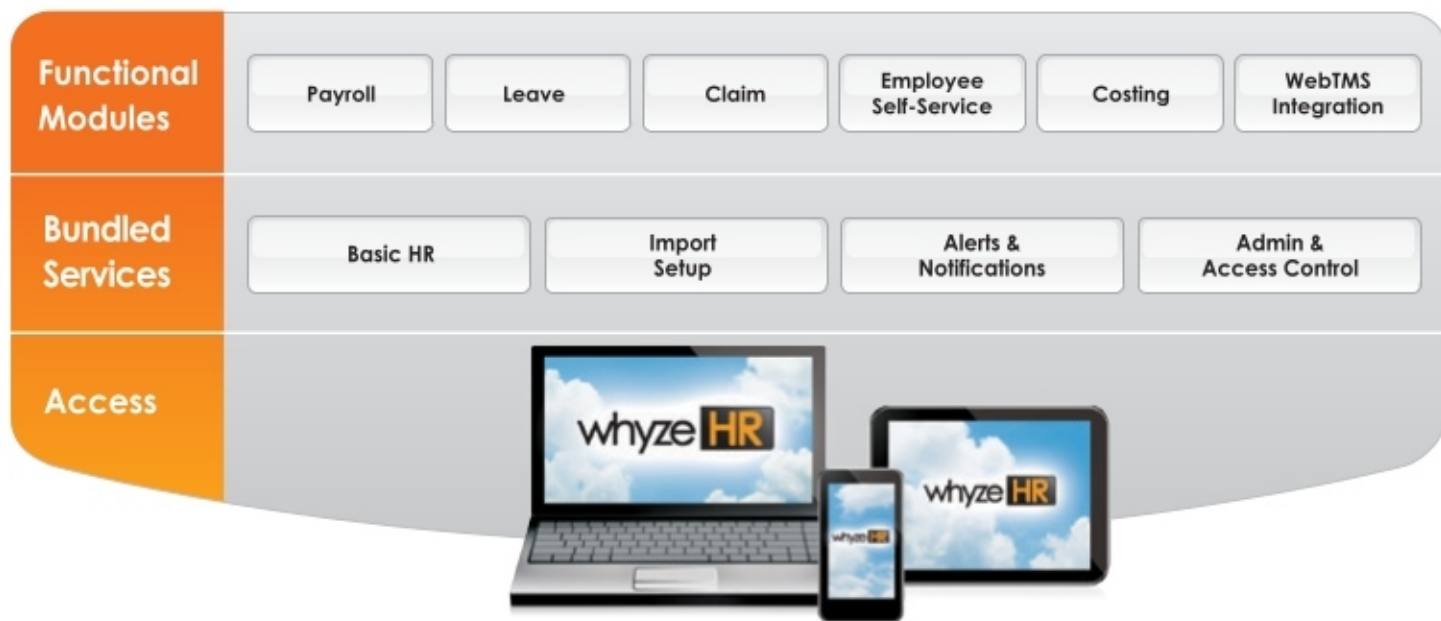 Functional
Modules
Payroll
Leave
Claim
Employee
Self-Service
Costing
WebTMS
Integration
Bundled
Services
Basic HR
Import
Setup
Alerts &
Notifications
Admin &
Access Control
Access
whyze HR
whyze HR
whyze HR